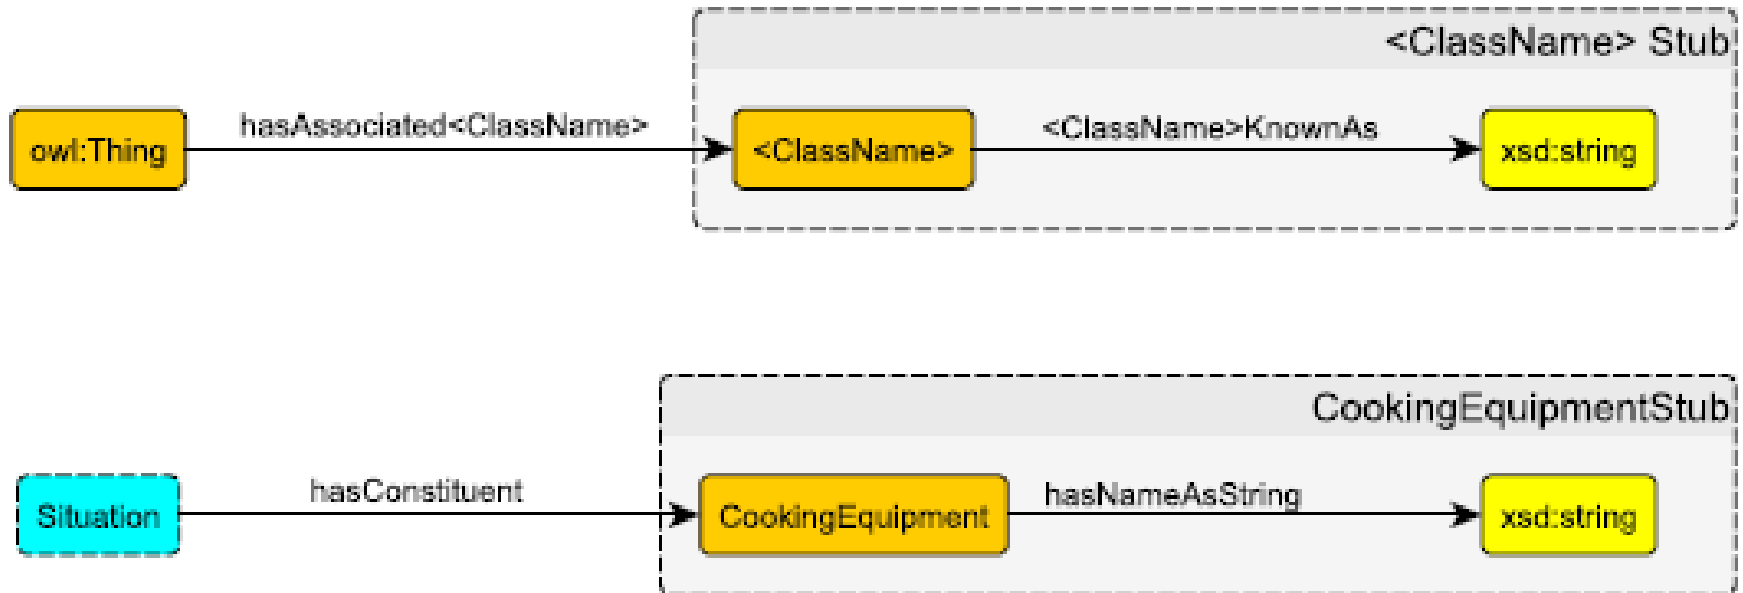 <ClassName> Stub
owl:Thing
hasAssociated<ClassName>
<ClassName>
<ClassName>KnownAs
xsd:string
CookingEquipmentStub
Situation
hasConstituent
CookingEquipment
hasNameAsString
xsd:string